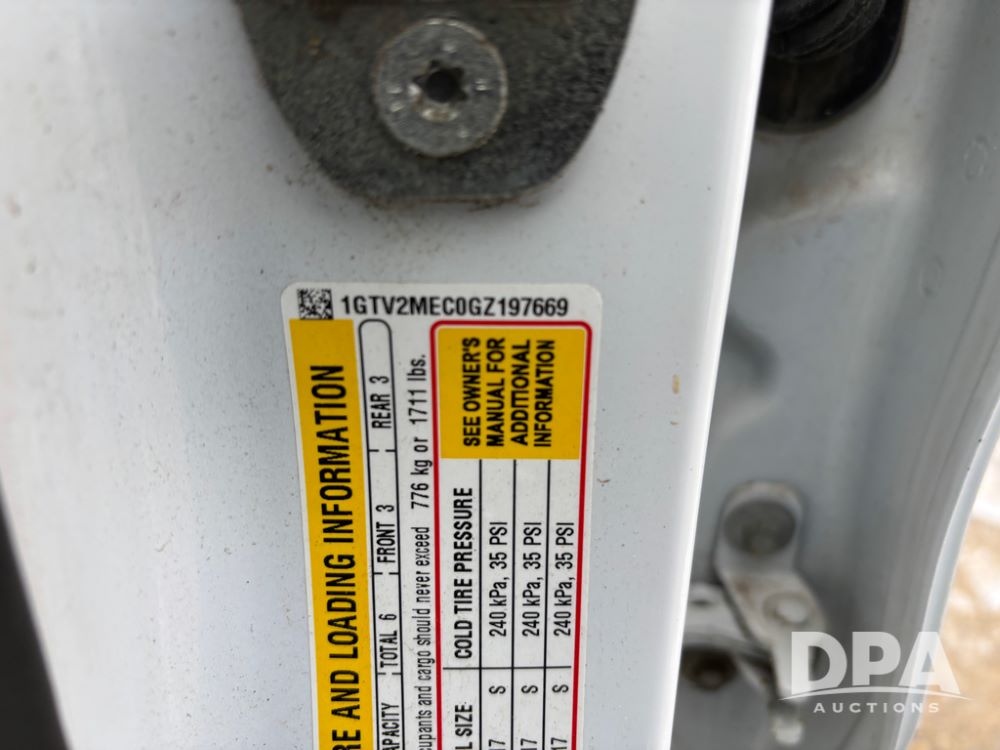 1GTV2MEC0GZ197669
RE AND LOADING INFORMATION
APACITY TOTAL 6 FRONT 3 REAR 3
cupants and cargo should never exceed 776 kg or 1711 lbs.
SEE OWNER'S
MANUAL FOR
ADDITIONAL
INFORMATION
L SIZE COLD TIRE PRESSURE
17 S 240 kPa, 35 PSI
17 S 240 kPa, 35 PSI
17 S 240 kPa, 35 PSI
DPA
AUCTIONS